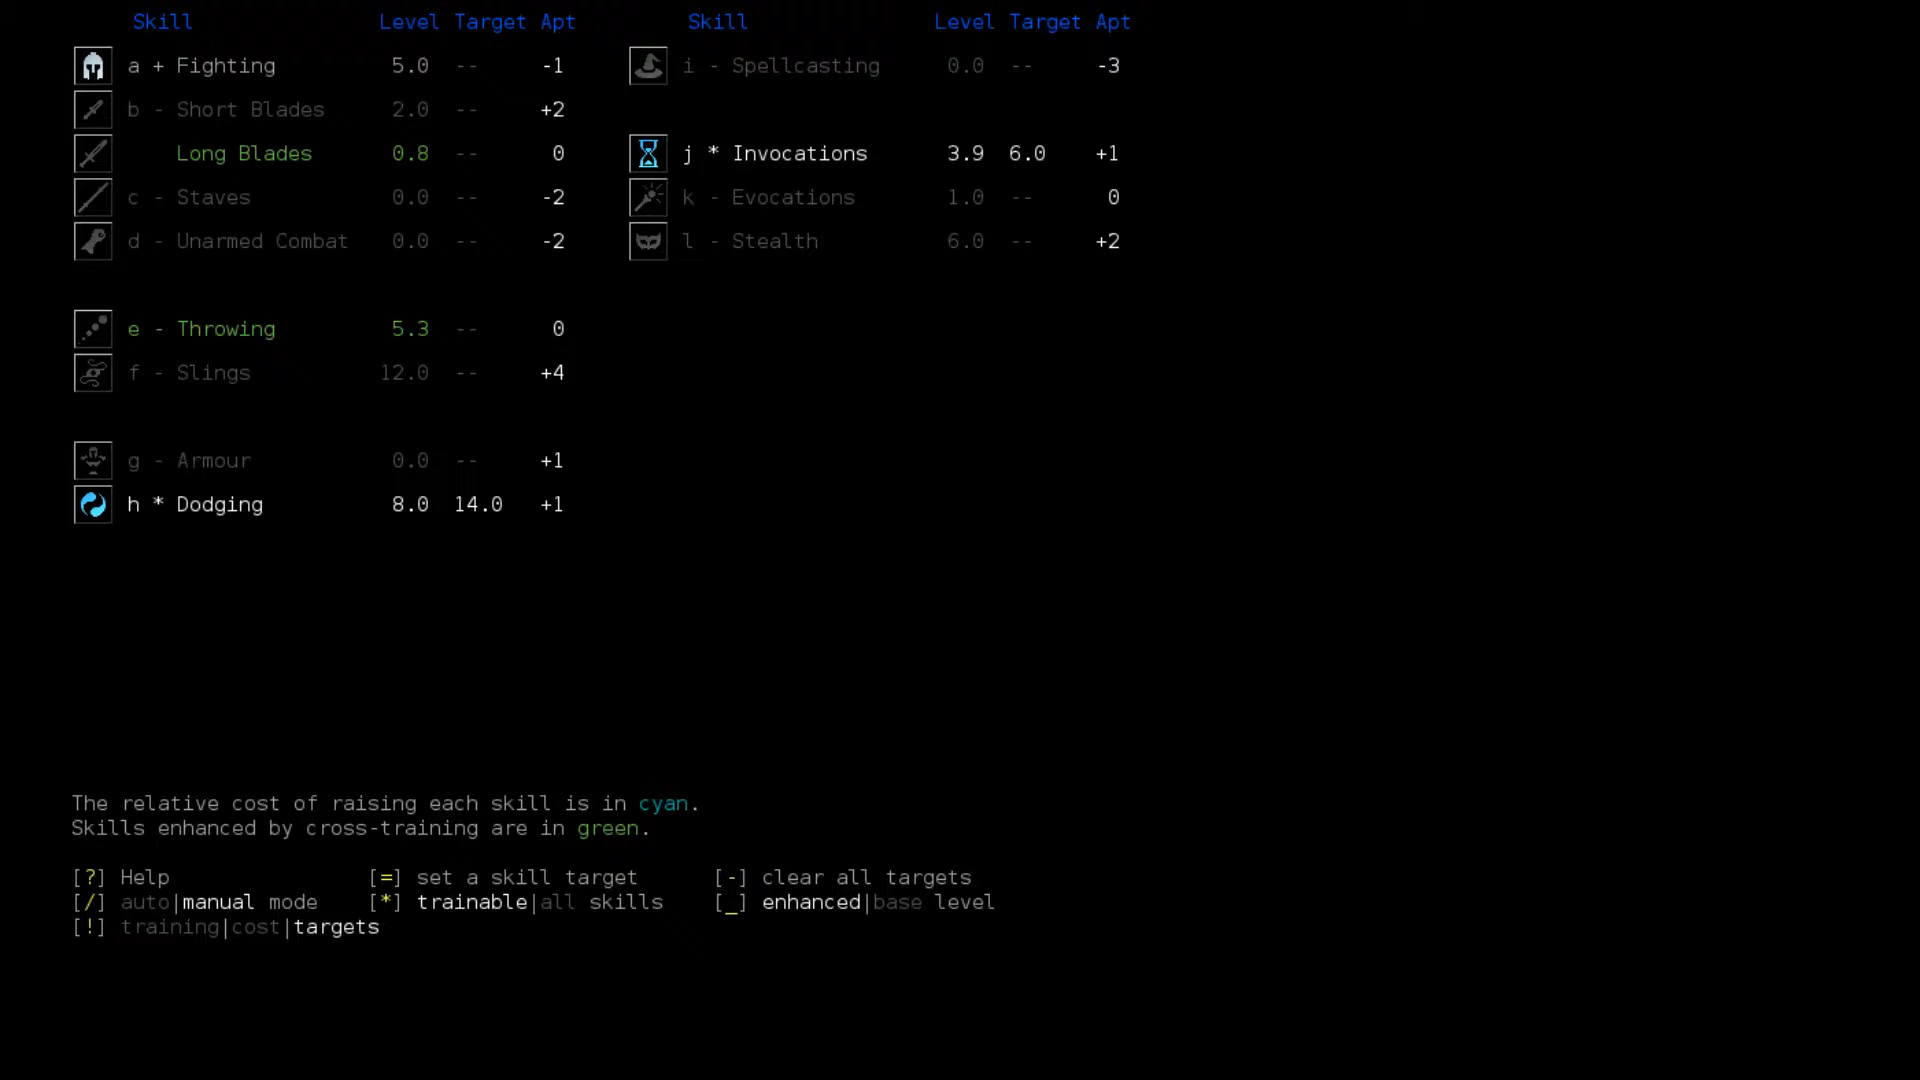 Skill Level Target Apt Skill Level Target Apt
a + Fighting 5.0 -- -1 i - Spellcasting 0.0 -- -3
b - Short Blades 2.0 -- +2
Long Blades 0.8 -- 0 j * Invocations 3.9 6.0 +1
c - Staves 0.0 -- -2 k - Evocations 1.0 -- 0
d - Unarmed Combat 0.0 -- -2 l - Stealth 6.0 -- +2
e - Throwing 5.3 -- 0
f - Slings 12.0 -- +4
g - Armour 0.0 -- +1
h * Dodging 8.0 14.0 +1
The relative cost of raising each skill is in cyan.
Skills enhanced by cross-training are in green.
[?] Help [=] set a skill target [-] clear all targets
[/] auto|manual mode [*] trainable|all skills [_] enhanced|base level
[!] training|cost|targets